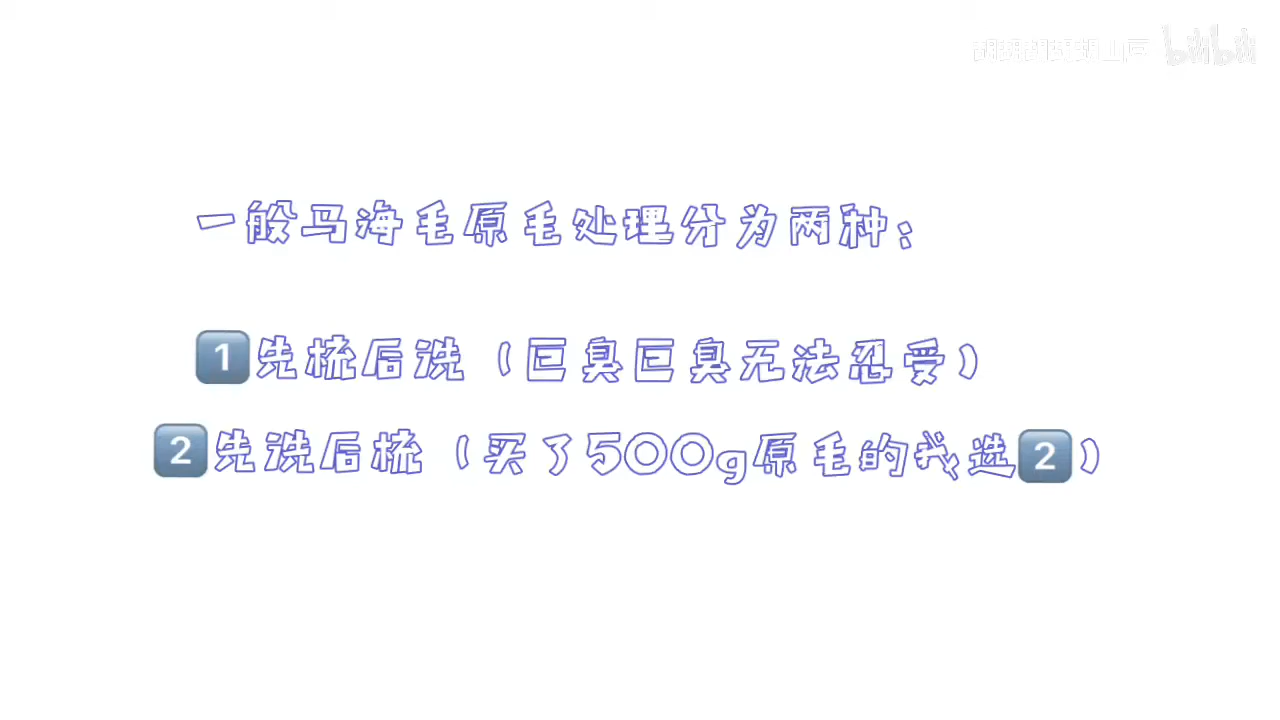 bilibili
一般马海毛原毛处理分为两种：
1先梳后洗（巨臭巨臭无法忍受）
2先洗后梳（买了500g原毛的我选2）